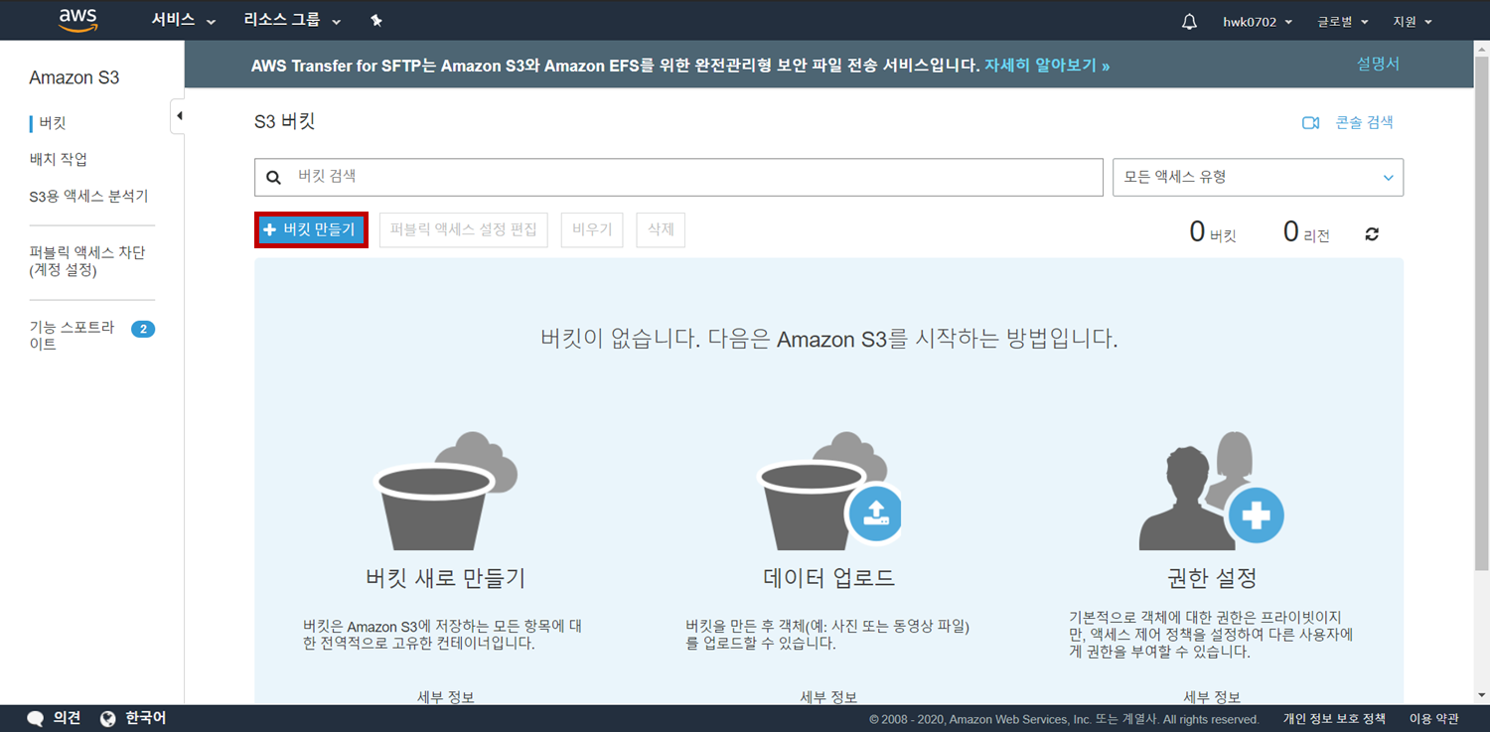 aws 서비스 리소스 그룹 hwk0702 글로벌 지원
Amazon S3
버킷
배치 작업
S3용 액세스 분석기
퍼블릭 액세스 차단
(계정 설정)
기능 스포트라
이트
2
AWS Transfer for SFTP는 Amazon S3와 Amazon EFS를 위한 완전관리형 보안 파일 전송 서비스입니다. 자세히 알아보기 » 설명서
S3 버킷 콘솔 검색
버킷 검색 모든 액세스 유형
버킷 만들기 퍼블릭 액세스 설정 편집 비우기 삭제 0 버킷 0 리전
버킷이 없습니다. 다음은 Amazon S3를 시작하는 방법입니다.
버킷 새로 만들기
버킷은 Amazon S3에 저장하는 모든 항목에 대
한 전역적으로 고유한 컨테이너입니다.
세부 정보
데이터 업로드
버킷을 만든 후 객체(예: 사진 또는 동영상 파일)
를 업로드할 수 있습니다.
세부 정보
권한 설정
기본적으로 객체에 대한 권한은 프라이빗이지
만, 액세스 제어 정책을 설정하여 다른 사용자에
게 권한을 부여할 수 있습니다.
세부 정보
의견 한국어 © 2008 - 2020, Amazon Web Services, Inc. 또는 계열사. All rights reserved. 개인 정보 보호 정책 이용 약관